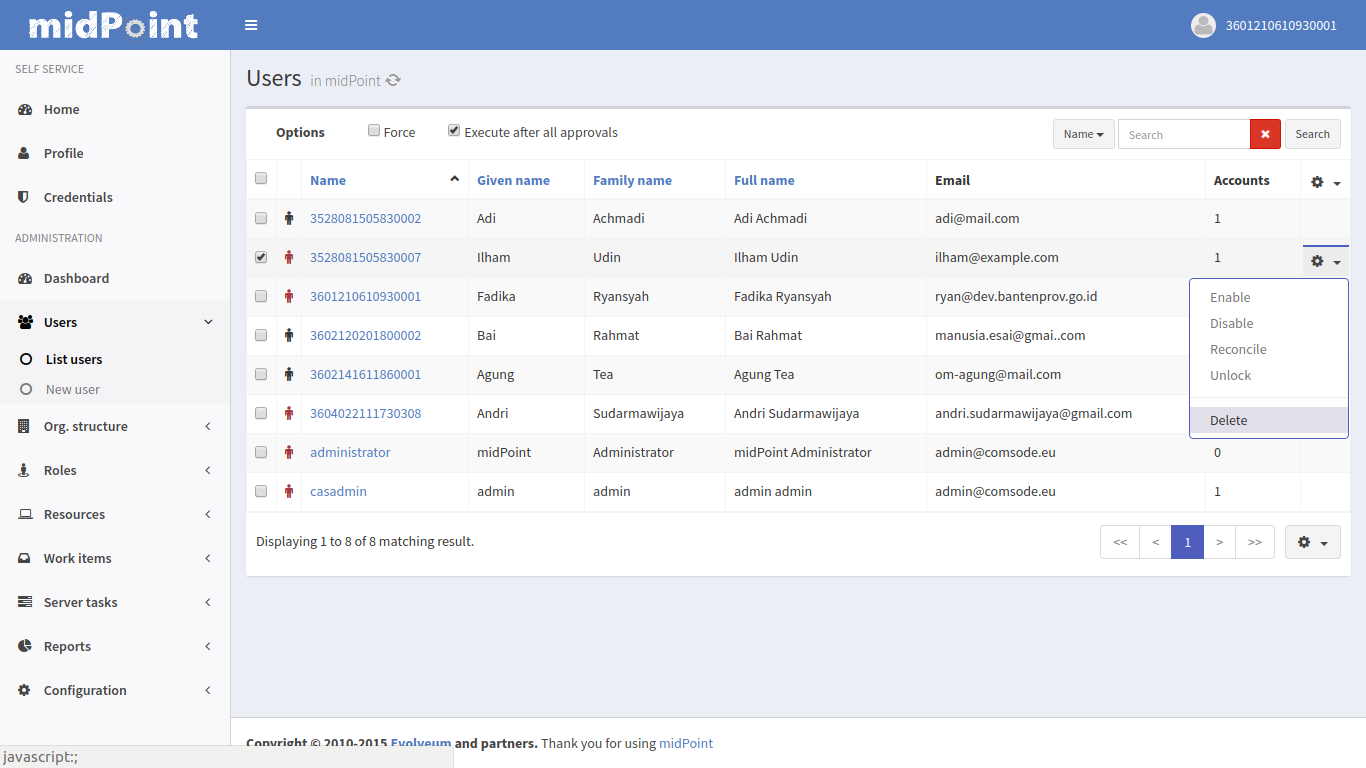 midPoint
3601210610930001
SELF SERVICE
Home
Profile
Credentials
ADMINISTRATION
Dashboard
Users
List users
New user
Org. structure
Roles
Resources
Work items
Server tasks
Reports
Configuration
Users in midPoint
Options Force Execute after all approvals Name Search Search
Name Given name Family name Full name Email Accounts
3528081505830002 Adi Achmadi Adi Achmadi adi@mail.com 1
3528081505830007 Ilham Udin Ilham Udin ilham@example.com 1
3601210610930001 Fadika Ryansyah Fadika Ryansyah ryan@dev.bantenprov.go.id
3602120201800002 Bai Rahmat Bai Rahmat manusia.esai@gmai..com
3602141611860001 Agung Tea Agung Tea om-agung@mail.com
3604022111730308 Andri Sudarmawijaya Andri Sudarmawijaya andri.sudarmawijaya@gmail.com
administrator midPoint Administrator midPoint Administrator admin@comsode.eu 0
casadmin admin admin admin admin admin@comsode.eu 1
Enable
Disable
Reconcile
Unlock
Delete
Displaying 1 to 8 of 8 matching result.
<< < 1 > >>
Copyright © 2010-2015 Evolveum and partners. Thank you for using midPoint
javascript:;